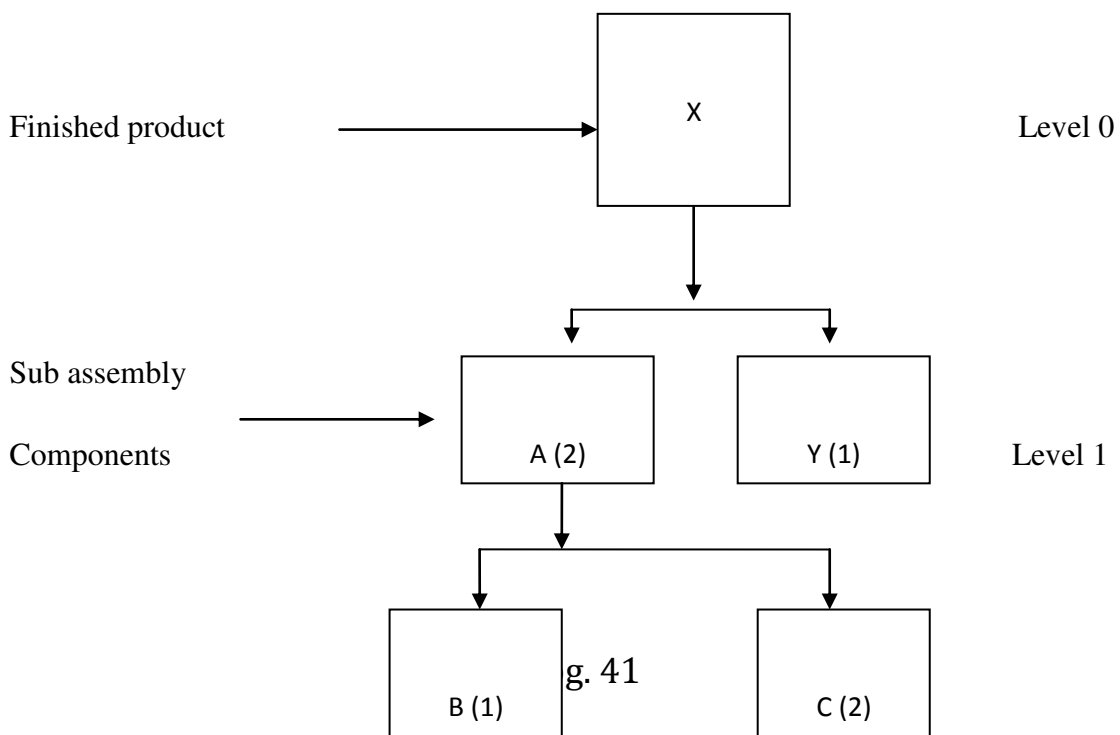 X
Finished product
Level 0
Sub assembly
Components
A (2)
Y (1)
Level 1
g. 41
B (1)
C (2)